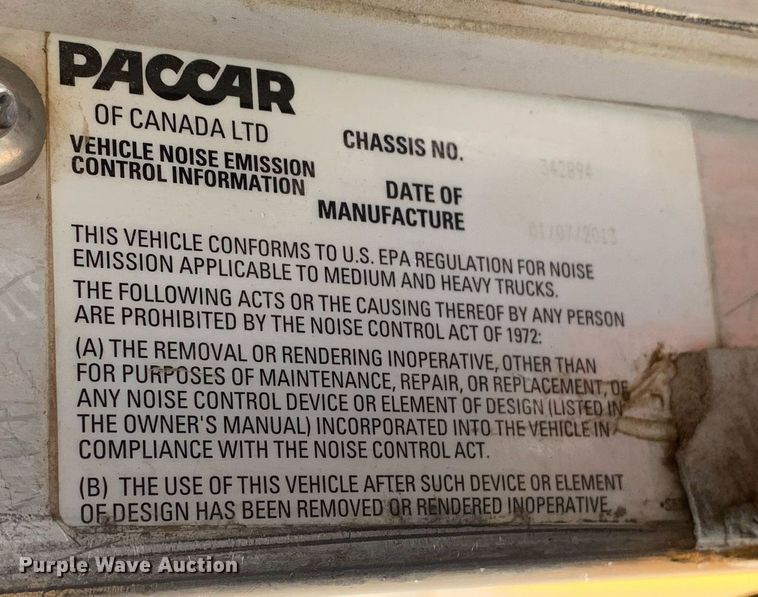 PACCAR
OF CANADA LTD
VEHICLE NOISE EMISSION
CONTROL INFORMATION
CHASSIS NO. 342894
DATE OF
MANUFACTURE 01/07/2013
THIS VEHICLE CONFORMS TO U.S. EPA REGULATION FOR NOISE
EMISSION APPLICABLE TO MEDIUM AND HEAVY TRUCKS.
THE FOLLOWING ACTS OR THE CAUSING THEREOF BY ANY PERSON
ARE PROHIBITED BY THE NOISE CONTROL ACT OF 1972:
(A) THE REMOVAL OR RENDERING INOPERATIVE, OTHER THAN
FOR PURPOSES OF MAINTENANCE, REPAIR, OR REPLACEMENT, OF
ANY NOISE CONTROL DEVICE OR ELEMENT OF DESIGN (LISTED IN
THE OWNER'S MANUAL) INCORPORATED INTO THE VEHICLE IN
COMPLIANCE WITH THE NOISE CONTROL ACT.
(B) THE USE OF THIS VEHICLE AFTER SUCH DEVICE OR ELEMENT
OF DESIGN HAS BEEN REMOVED OR RENDERED INOPERATIVE.
Purple Wave Auction